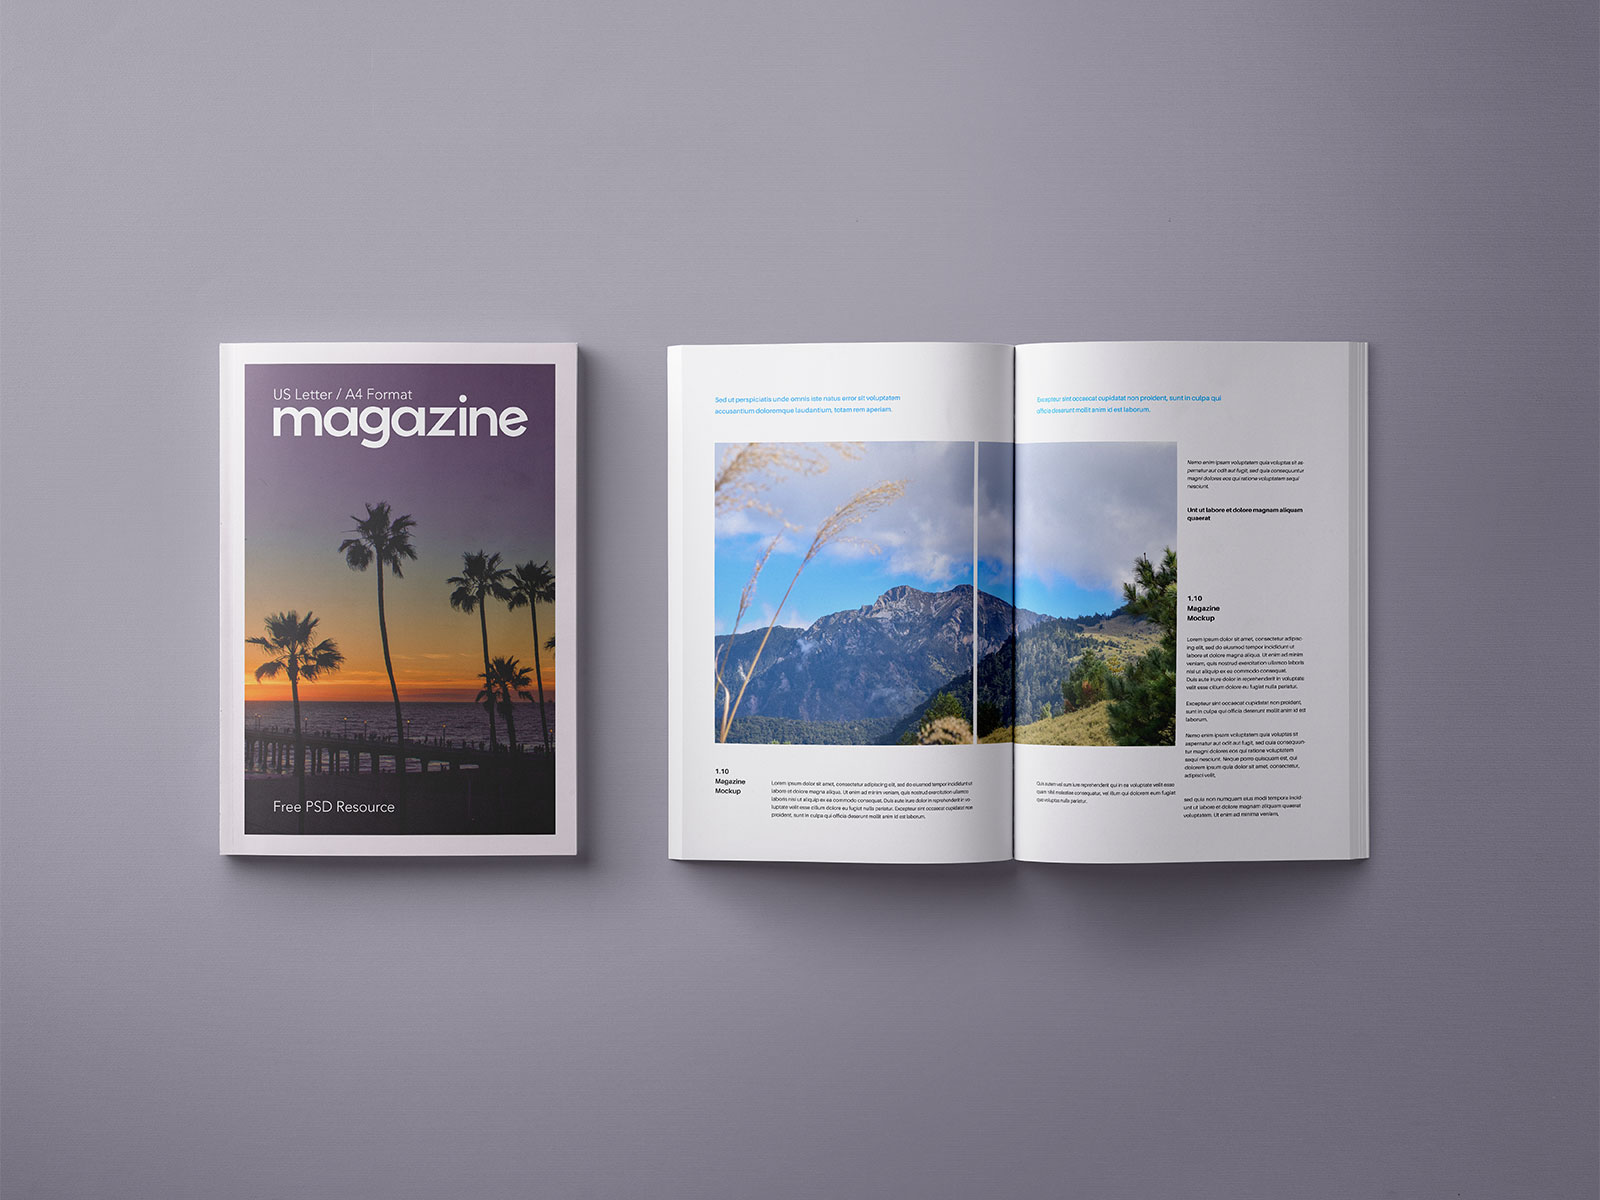 US Letter / A4 Format
magazine
Free PSD Resource
Sed ut perspiciatis unde omnis iste natus error sit voluptatem
accusantium doloremque laudantium, totam rem aperiam.
1.10
Magazine
Mockup
Lorem ipsum dolor sit amet, consectetur adipiscing elit, sed do eiusmod tempor incididunt ut
labore et dolore magna aliqua. Ut enim ad minim veniam, quis nostrud exercitation ullamco
laboris nisi ut aliquip ex ea commodo consequat. Duis aute irure dolor in reprehenderit in vo-
luptate velit esse cillum dolore eu fugiat nulla pariatur. Excepteur sint occaecat cupidatat non
proident, sunt in culpa qui officia deserunt mollit anim id est laborum.
Excepteur sint occaecat cupidatat non proident, sunt in culpa qui
officia deserunt mollit anim id est laborum.
Quis autem vel eum iure reprehenderit qui in ea voluptate velit esse
quam nihil molestiae consequatur, vel illum qui dolorem eum fugiat
quo voluptas nulla pariatur.
Nemo enim ipsam voluptatem quia voluptas sit as-
pernatur aut odit aut fugit, sed quia consequuntur
magni dolores eos qui ratione voluptatem sequi
nesciunt.
Unt ut labore et dolore magnam aliquam
quaerat
1.10
Magazine
Mockup
Lorem ipsum dolor sit amet, consectetur adipisc-
ing elit, sed do eiusmod tempor incididunt ut
labore et dolore magna aliqua. Ut enim ad minim
veniam, quis nostrud exercitation ullamco laboris
nisi ut aliquip ex ea commodo consequat.
Duis aute irure dolor in reprehenderit in voluptate
velit esse cillum dolore eu fugiat nulla pariatur.
Excepteur sint occaecat cupidatat non proident,
sunt in culpa qui officia deserunt mollit anim id est
laborum.
Nemo enim ipsam voluptatem quia voluptas sit
aspernatur aut odit aut fugit, sed quia consequun-
tur magni dolores eos qui ratione voluptatem
sequi nesciunt. Neque porro quisquam est, qui
dolorem ipsum quia dolor sit amet, consectetur,
adipisci velit,
sed quia non numquam eius modi tempora incid-
unt ut labore et dolore magnam aliquam quaerat
voluptatem. Ut enim ad minima veniam,